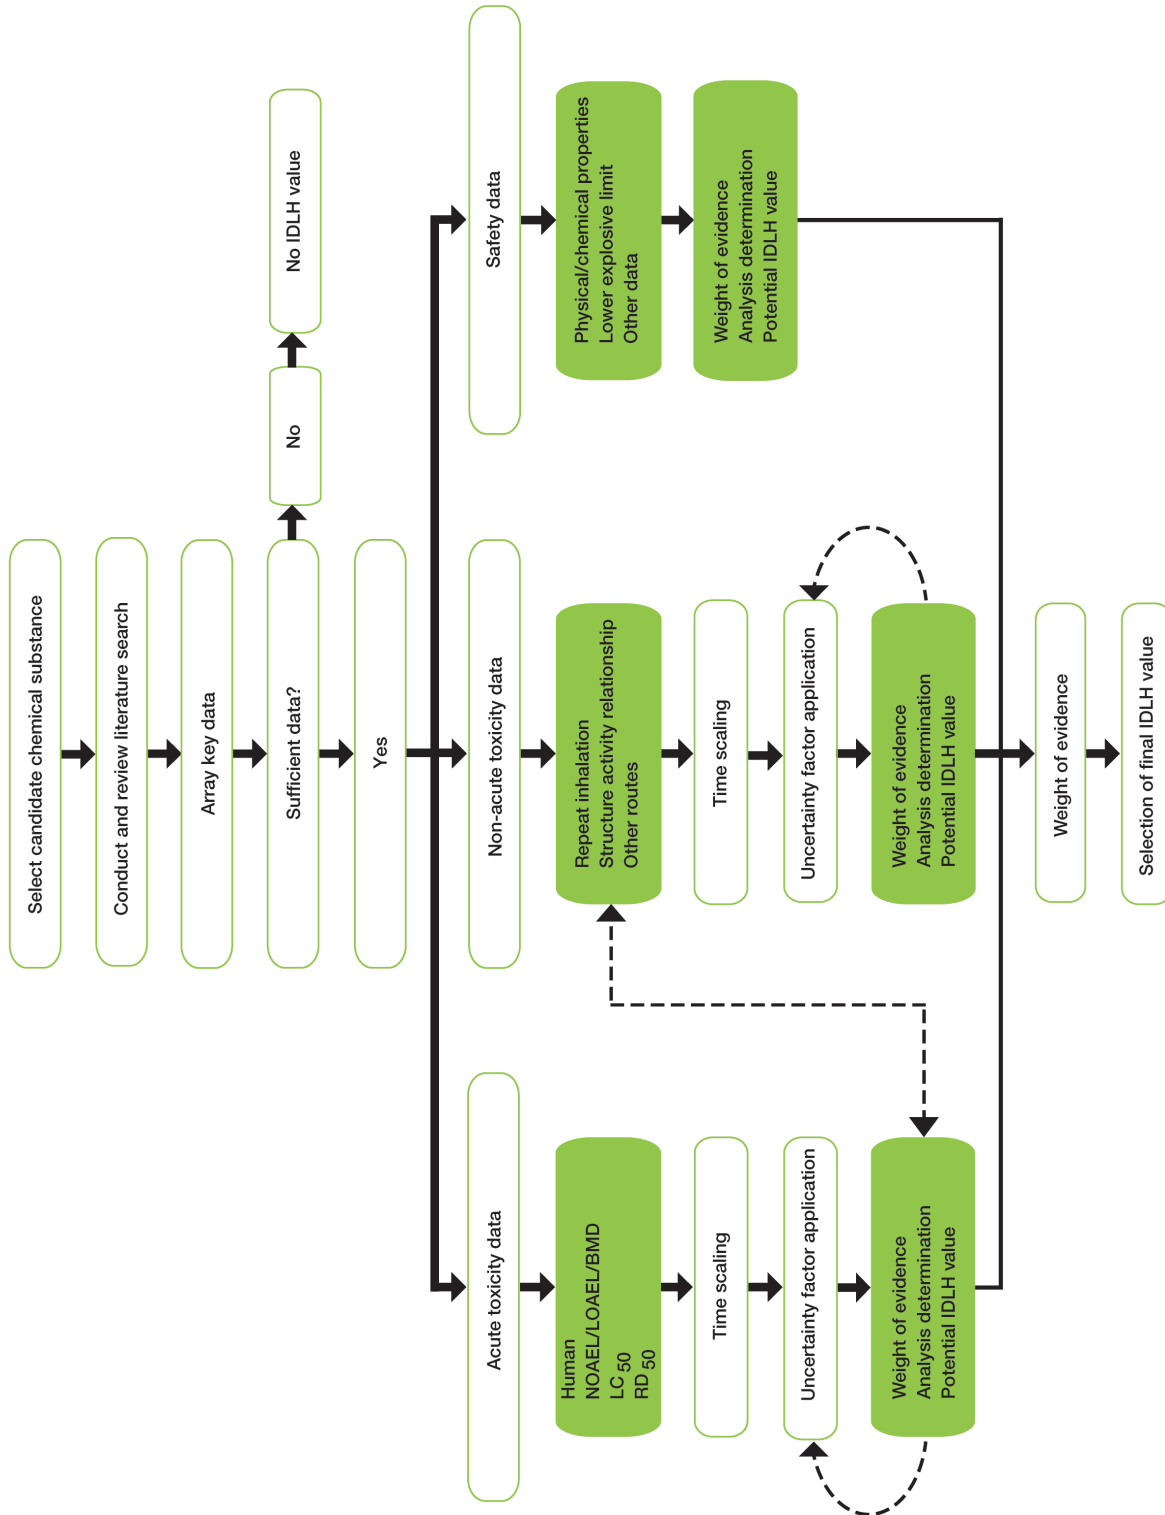 Select candidate chemical substance
Conduct and review literature search
Array key data
Sufficient data?
No
No IDLH value
Yes
Acute toxicity data
Human
NOAEL/LOAEL/BMD
LC 50
RD 50
Time scaling
Uncertainty factor application
Weight of evidence
Analysis determination
Potential IDLH value
Non-acute toxicity data
Repeat inhalation
Structure activity relationship
Other routes
Time scaling
Uncertainty factor application
Weight of evidence
Analysis determination
Potential IDLH value
Safety data
Physical/chemical properties
Lower explosive limit
Other data
Weight of evidence
Analysis determination
Potential IDLH value
Weight of evidence
Selection of final IDLH value